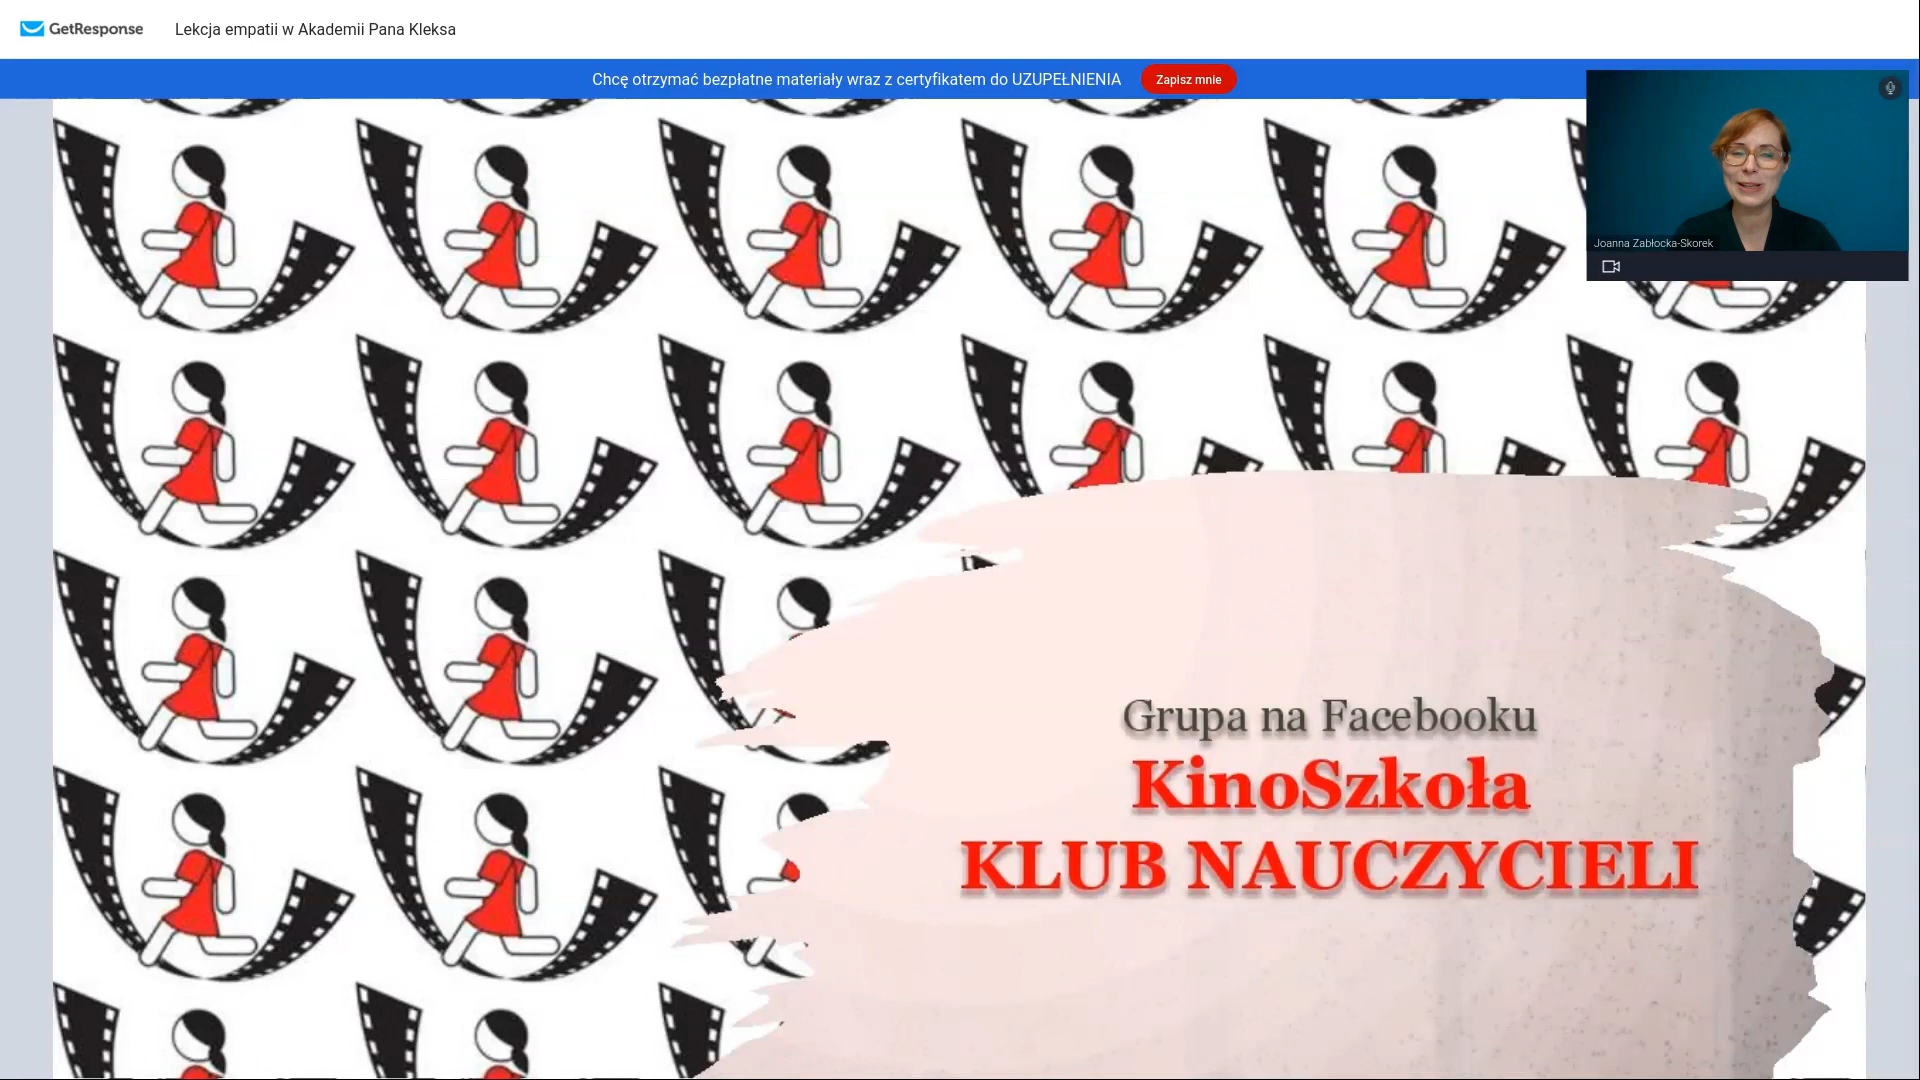 GetResponse
Lekcja empatii w Akademii Pana Kleksa
Chcę otrzymać bezpłatne materiały wraz z certyfikatem do UZUPEŁNIENIA
Zapisz mnie
Joanna Zabłocka-Skorek
Grupa na Facebooku
KinoSzkoła
KLUB NAUCZYCIELI